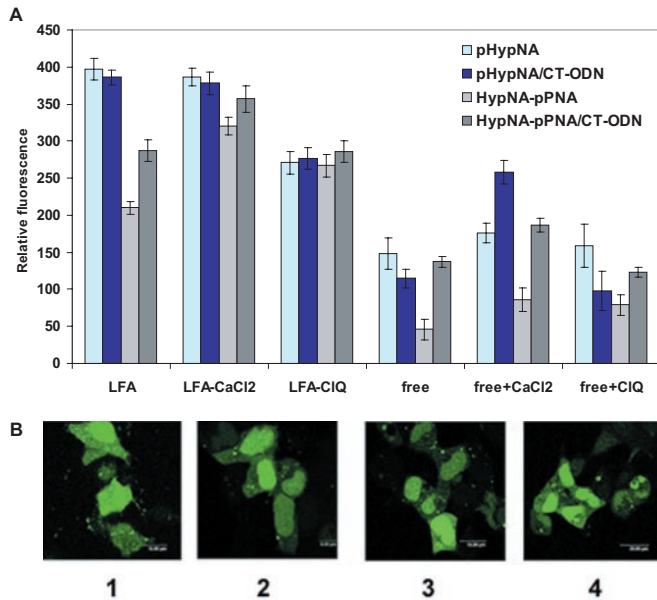 A
450
400
350
300
250
200
150
100
50
0
Relative fluorescence
pHypNA
pHypNA/CT-ODN
HypNA-pPNA
HypNA-pPNA/CT-ODN
LFA LFA-CaCl2 LFA-ClQ free free+CaCl2 free+ClQ
B
1 2 3 4